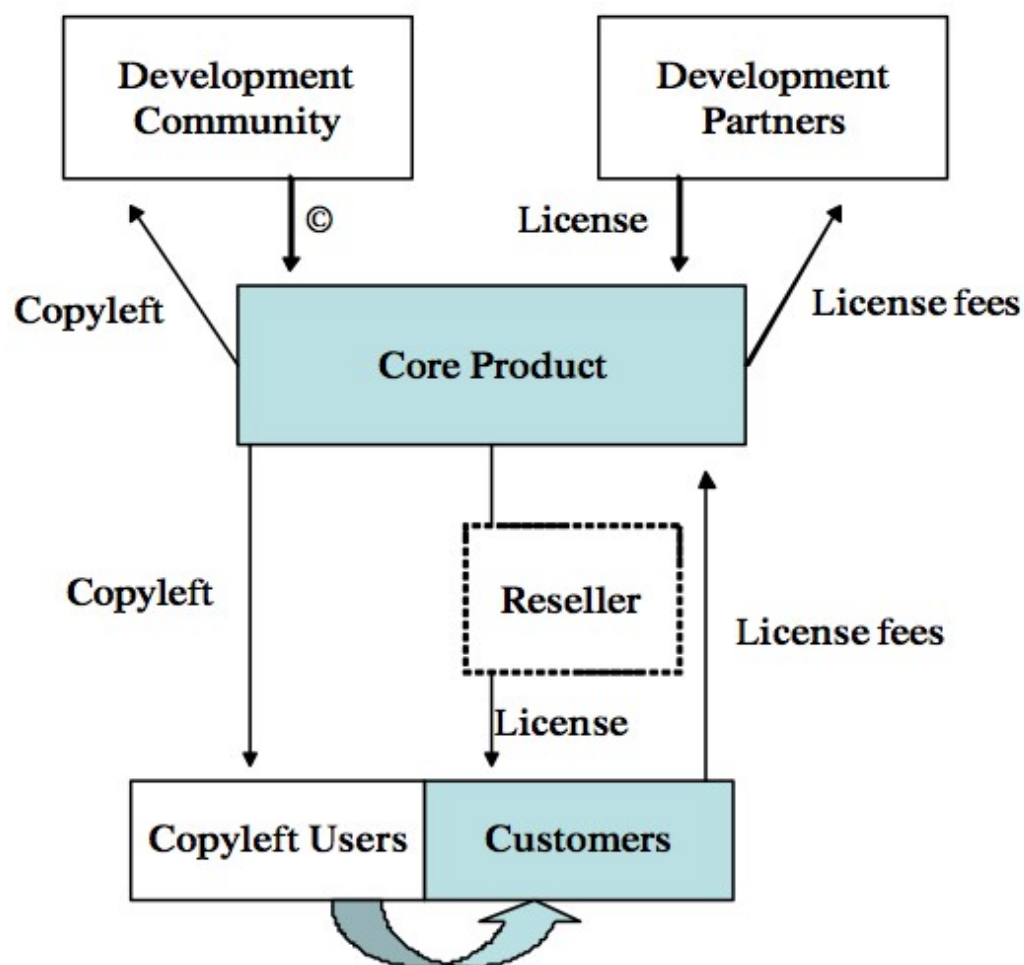 Development
Community
Development
Partners
©
License
Copyleft
License fees
Core Product
Copyleft
Reseller
License fees
License
Copyleft Users
Customers